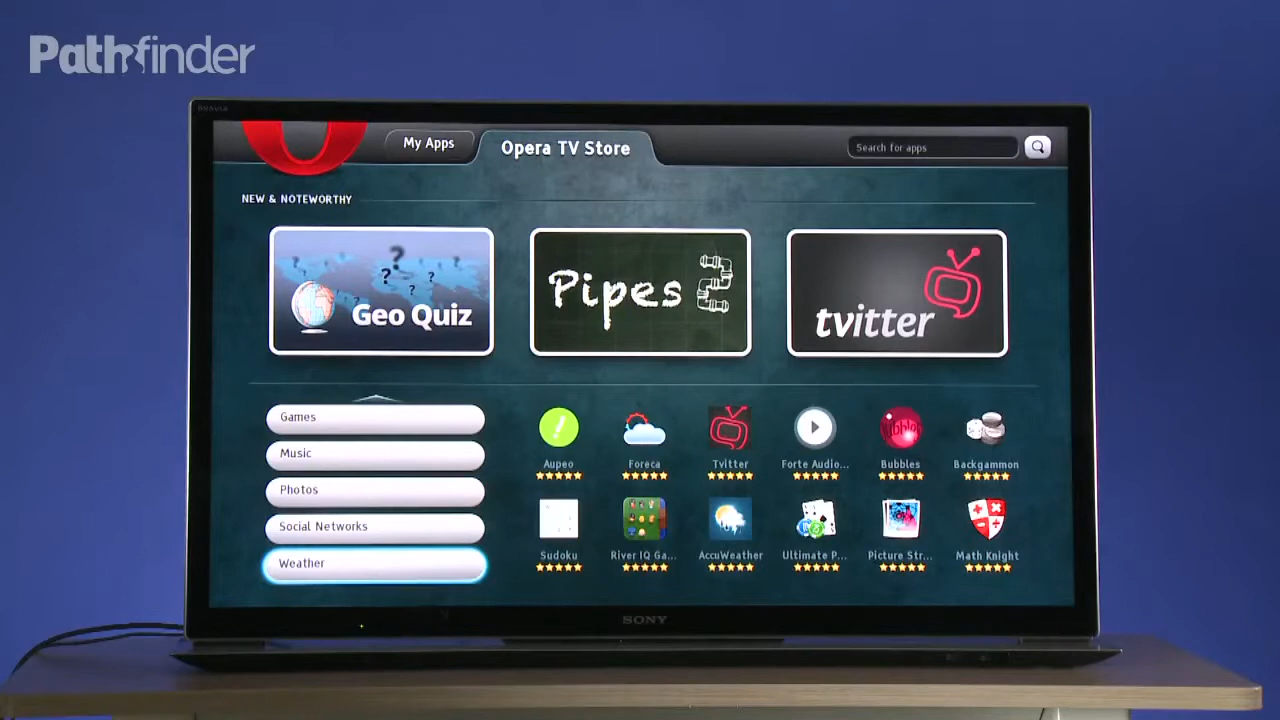 Pathfinder
BRAVIA
My Apps
Opera TV Store
Search for apps
NEW & NOTEWORTHY
Geo Quiz
Pipes 2
tvitter
Games
Music
Photos
Social Networks
Weather
Aupeo
Foreca
Tvitter
Forte Audio...
Bubbles
Backgammon
Sudoku
River IQ Ga...
AccuWeather
Ultimate P...
Picture Str...
Math Knight
SONY